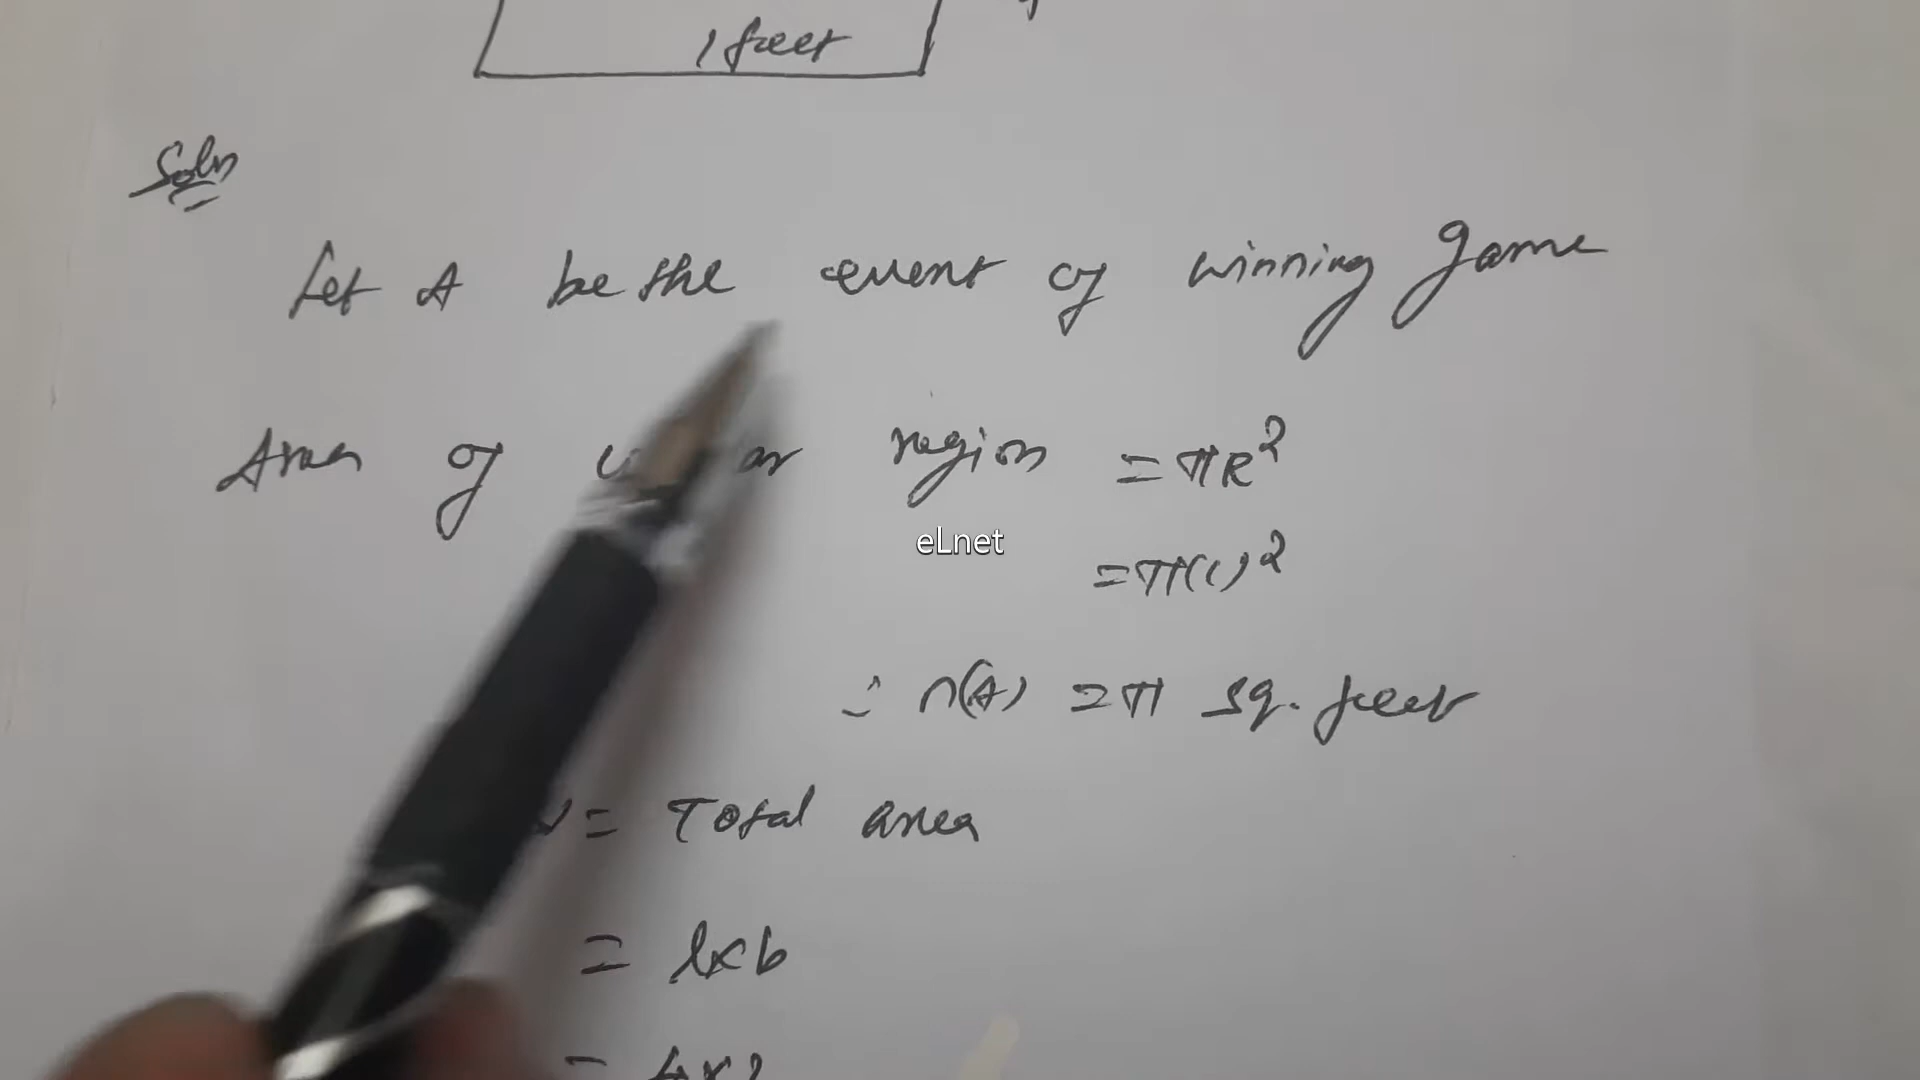 1 feet
Soln
Let A be the event of winning game
Area of region = πR²
eLnet
= π(1)²
∴ n(A) = π sq. feet
= Total area
= l×b